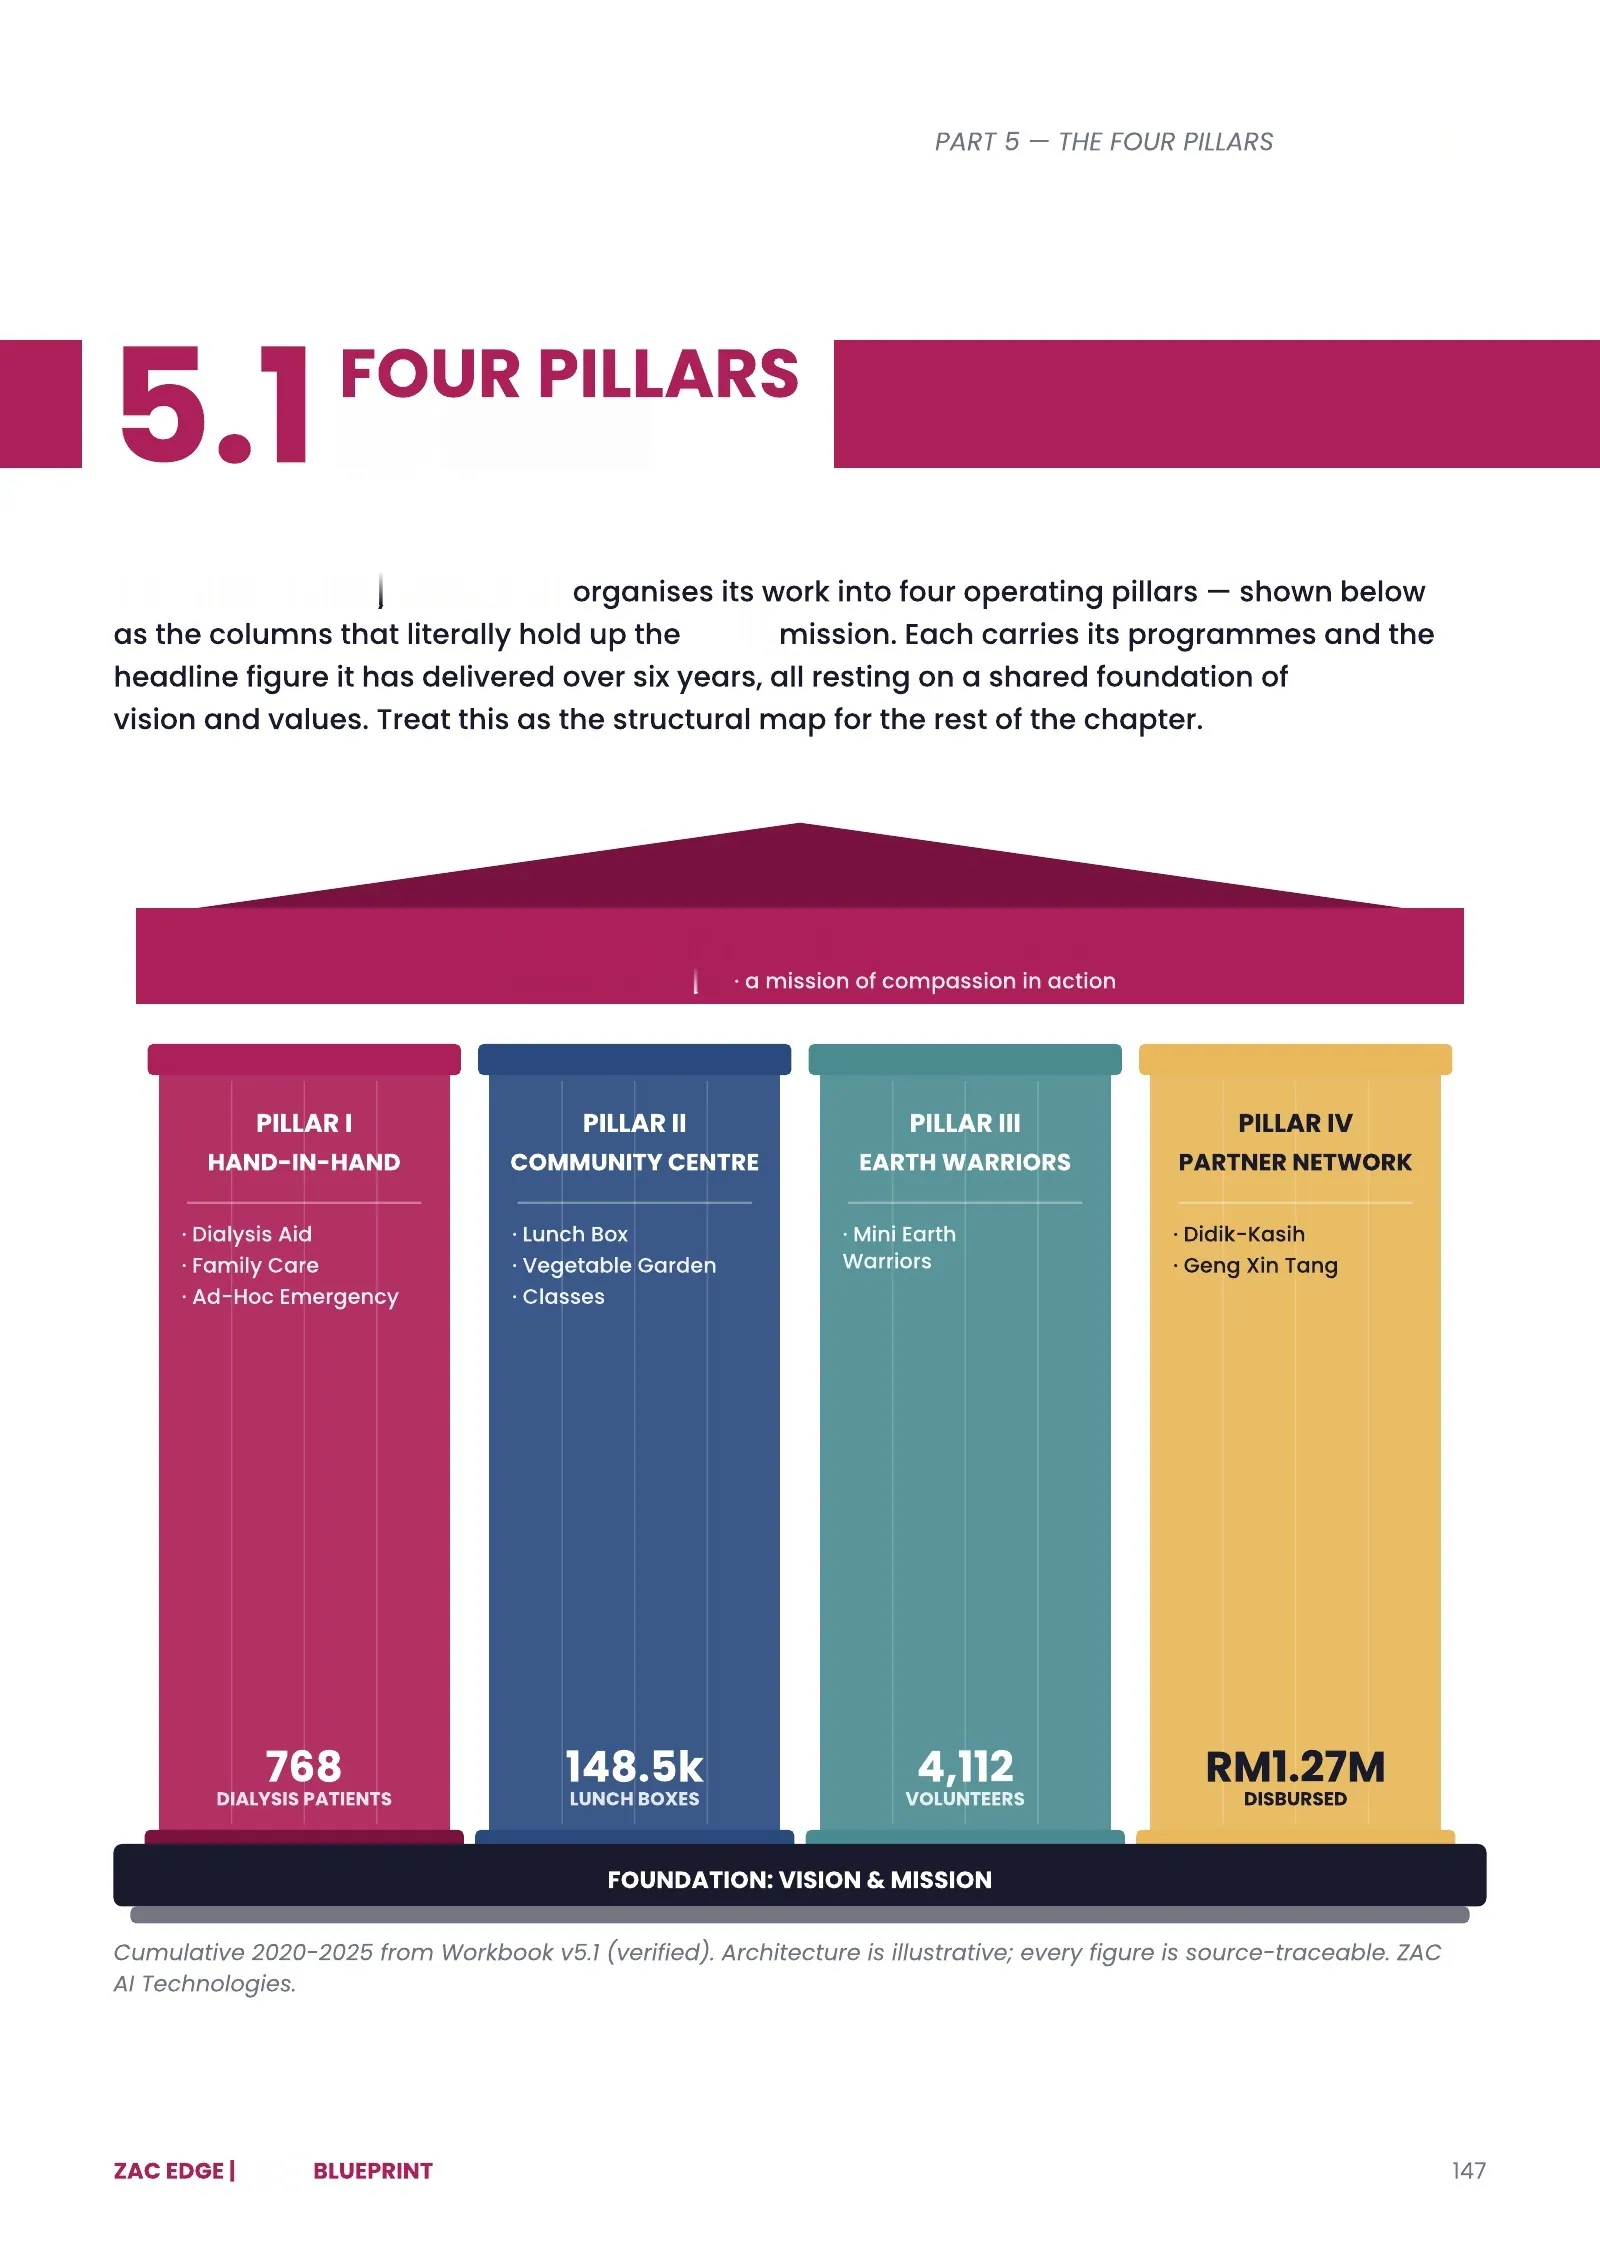 PART 5 — THE FOUR PILLARS
5.1 FOUR PILLARS
organises its work into four operating pillars — shown below
as the columns that literally hold up the mission. Each carries its programmes and the
headline figure it has delivered over six years, all resting on a shared foundation of
vision and values. Treat this as the structural map for the rest of the chapter.
· a mission of compassion in action
PILLAR I
HAND-IN-HAND
· Dialysis Aid
· Family Care
· Ad-Hoc Emergency
768
DIALYSIS PATIENTS
PILLAR II
COMMUNITY CENTRE
· Lunch Box
· Vegetable Garden
· Classes
148.5k
LUNCH BOXES
PILLAR III
EARTH WARRIORS
· Mini Earth
Warriors
4,112
VOLUNTEERS
PILLAR IV
PARTNER NETWORK
· Didik-Kasih
· Geng Xin Tang
RM1.27M
DISBURSED
FOUNDATION: VISION & MISSION
Cumulative 2020-2025 from Workbook v5.1 (verified). Architecture is illustrative; every figure is source-traceable. ZAC
AI Technologies.
ZAC EDGE | BLUEPRINT
147